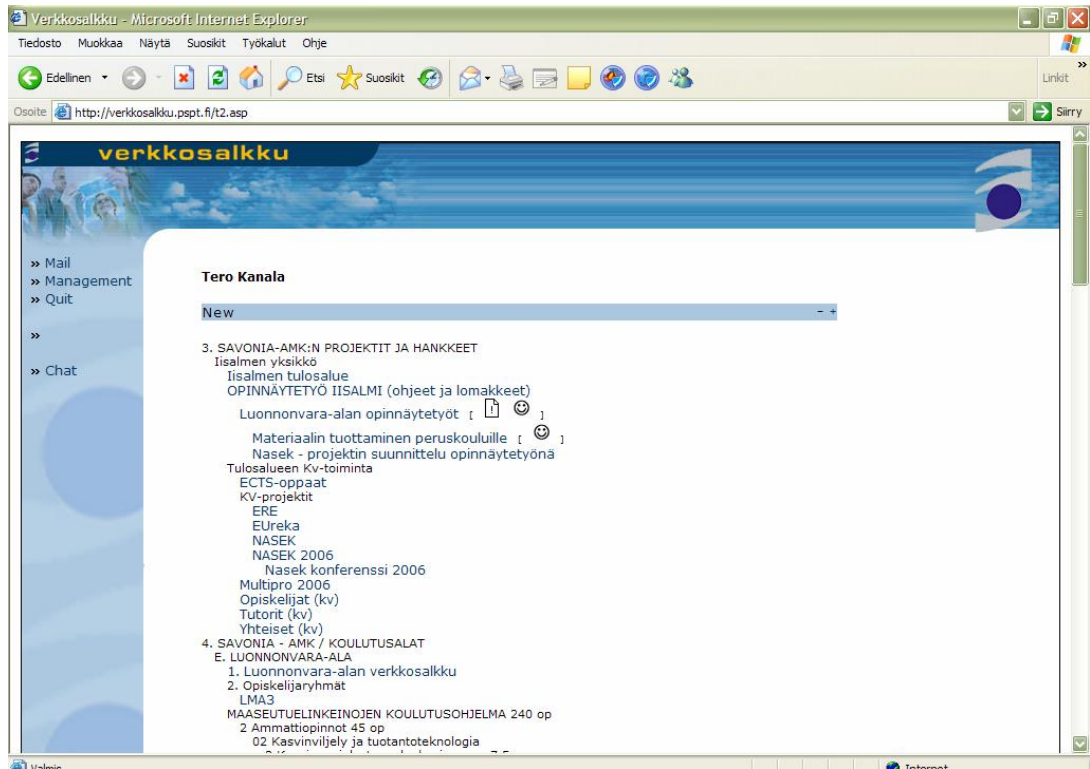 Verkkosalkku - Microsoft Internet Explorer
Tiedosto Muokkaa Näytä Suosikit Työkalut Ohje
Edellinen Etsi Suosikit Linkit
Osoite http://verkkosalkku.pspt.fi/t2.asp Siirry
verkkosalkku
» Mail
» Management
» Quit
»
» Chat
Tero Kanala
New - +
3. SAVONIA-AMK:N PROJEKTIT JA HANKKEET
Iisalmen yksikkö
Iisalmen tulosalue
OPINNÄYTETYÖ IISALMI (ohjeet ja lomakkeet)
Luonnonvara-alan opinnäytetyöt [ ! ☺ ]
Materiaalin tuottaminen peruskouluille [ ☺ ]
Nasek - projektin suunnittelu opinnäytetyönä
Tulosalueen Kv-toiminta
ECTS-oppaat
KV-projektit
ERE
EUreka
NASEK
NASEK 2006
Nasek konferenssi 2006
Multipro 2006
Opiskelijat (kv)
Tutorit (kv)
Yhteiset (kv)
4. SAVONIA - AMK / KOULUTUSALAT
E. LUONNONVARA-ALA
1. Luonnonvara-alan verkkosalkku
2. Opiskelijaryhmät
LMA3
MAASEUTUELINKEINOJEN KOULUTUSOHJELMA 240 op
2 Ammattiopinnot 45 op
02 Kasvinviljely ja tuotantoteknologia
Valmis Internet